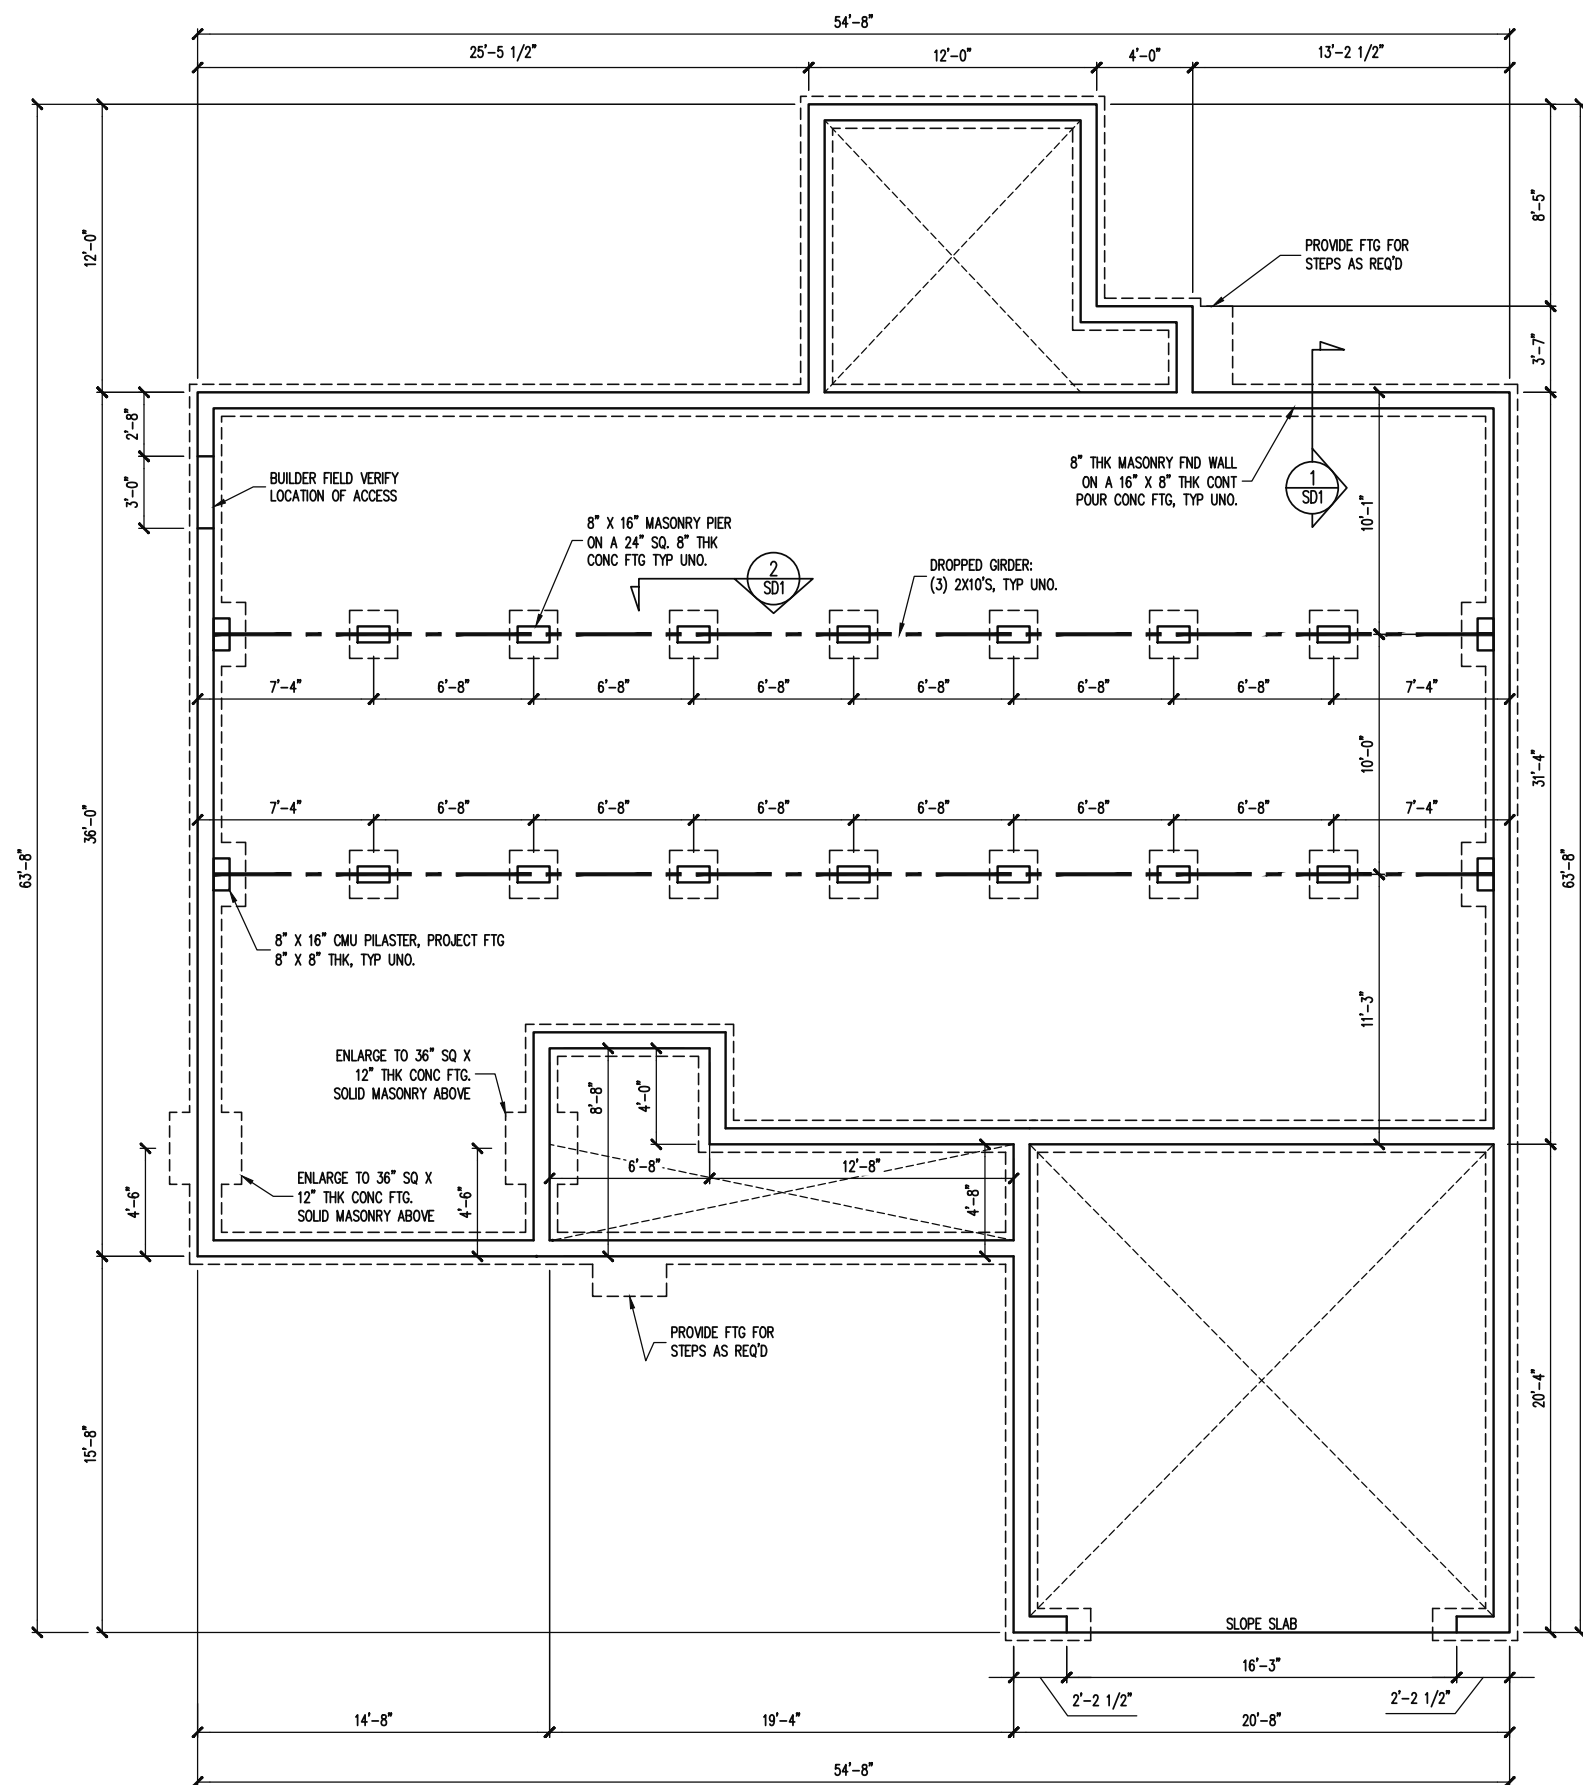 54'-8"
25'-5 1/2"
12'-0"
4'-0"
13'-2 1/2"
12'-0"
8'-5"
PROVIDE FTG FOR
STEPS AS REQ'D
3'-7"
2'-8"
3'-0"
BUILDER FIELD VERIFY
LOCATION OF ACCESS
8" X 16" MASONRY PIER
ON A 24" SQ. 8" THK
CONC FTG TYP UNO.
2
SD1
DROPPED GIRDER:
(3) 2X10'S, TYP UNO.
8" THK MASONRY FND WALL
ON A 16" X 8" THK CONT
POUR CONC FTG, TYP UNO.
1
SD1
10'-1"
7'-4"
6'-8"
6'-8"
6'-8"
6'-8"
6'-8"
6'-8"
7'-4"
10'-0"
31'-4"
7'-4"
6'-8"
6'-8"
6'-8"
6'-8"
6'-8"
6'-8"
7'-4"
36'-0"
63'-8"
63'-8"
8" X 16" CMU PILASTER, PROJECT FTG
8" X 8" THK, TYP UNO.
11'-3"
ENLARGE TO 36" SQ X
12" THK CONC FTG.
SOLID MASONRY ABOVE
8'-8"
4'-0"
6'-8"
12'-8"
ENLARGE TO 36" SQ X
12" THK CONC FTG.
SOLID MASONRY ABOVE
4'-6"
4'-6"
4'-8"
PROVIDE FTG FOR
STEPS AS REQ'D
15'-8"
20'-4"
SLOPE SLAB
16'-3"
2'-2 1/2"
2'-2 1/2"
14'-8"
19'-4"
20'-8"
54'-8"